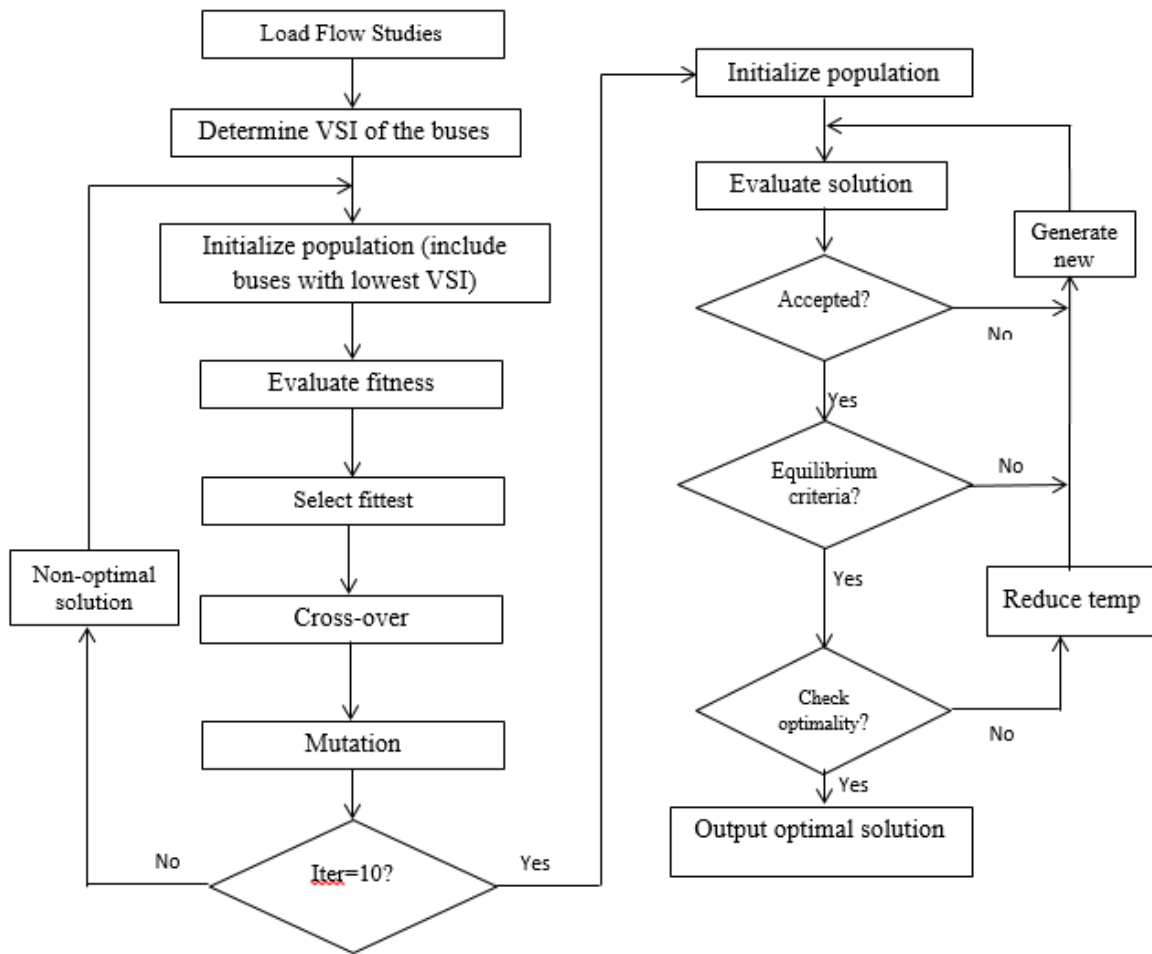 Load Flow Studies
Determine VSI of the buses
Initialize population (include
buses with lowest VSI)
Evaluate fitness
Select fittest
Non-optimal
solution
Cross-over
Mutation
No
Iter=10?
Yes
Initialize population
Evaluate solution
Generate
new
Accepted?
No
Yes
Equilibrium
criteria?
No
Yes
Reduce temp
Check
optimality?
No
Yes
Output optimal solution